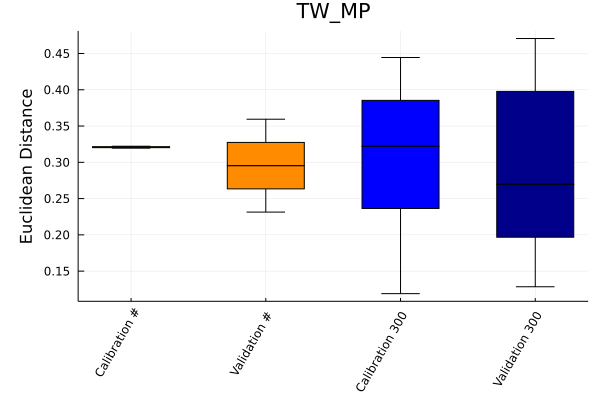 TW_MP
Euclidean Distance
0.45
0.40
0.35
0.30
0.25
0.20
0.15
Calibration #
Validation #
Calibration 300
Validation 300